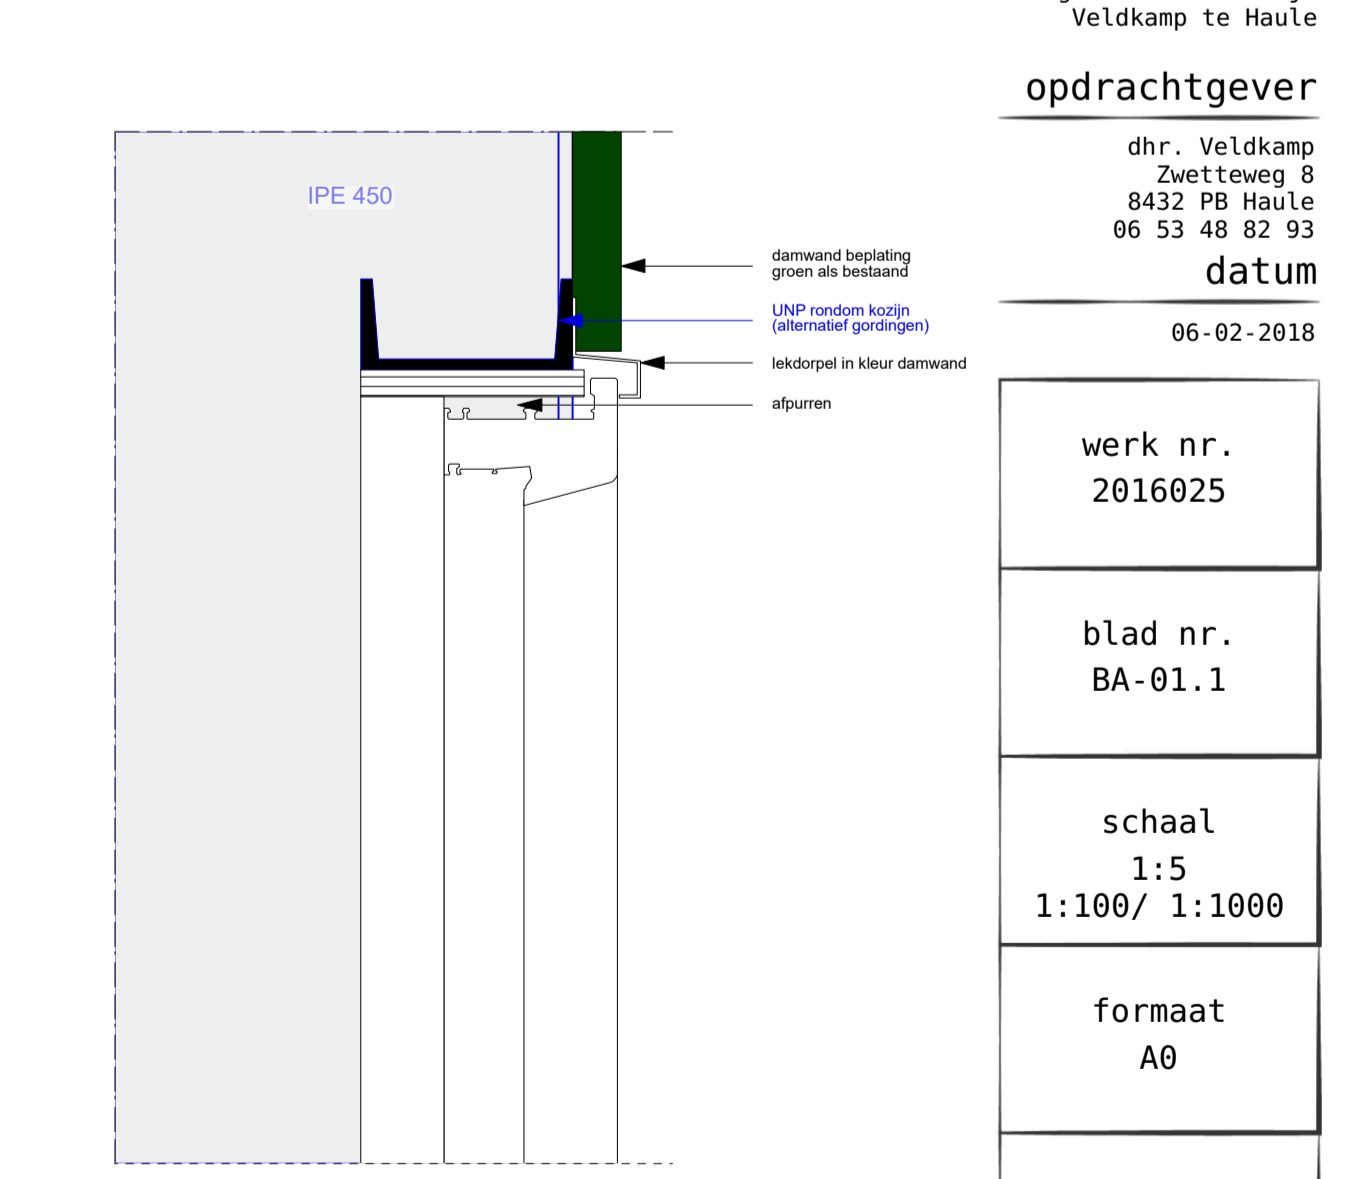 Veldkamp te Haule
opdrachtgever
dhr. Veldkamp
Zwetteweg 8
8432 PB Haule
06 53 48 82 93
datum
06-02-2018
IPE 450
damwand beplating
groen als bestaand
UNP rondom kozijn
(alternatief gordingen)
lekdorpel in kleur damwand
afpurren
werk nr.
2016025
blad nr.
BA-01.1
schaal
1:5
1:100/ 1:1000
formaat
A0